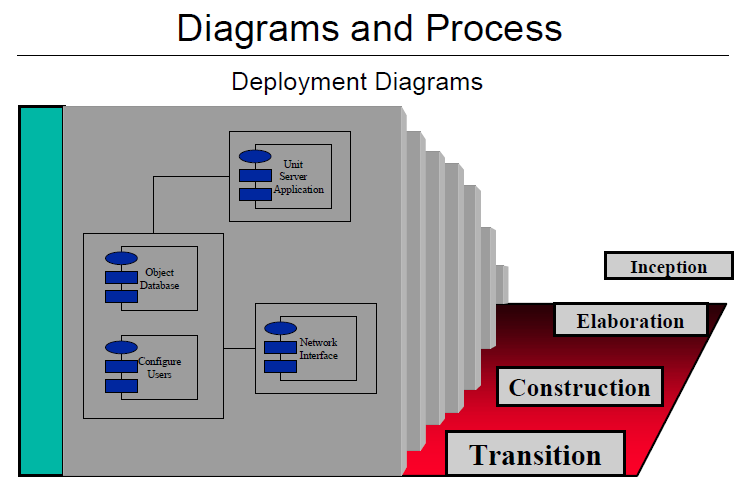 Diagrams and Process
Deployment Diagrams
Unit
Server
Application
Object
Database
Configure
Users
Network
Interface
Inception
Elaboration
Construction
Transition